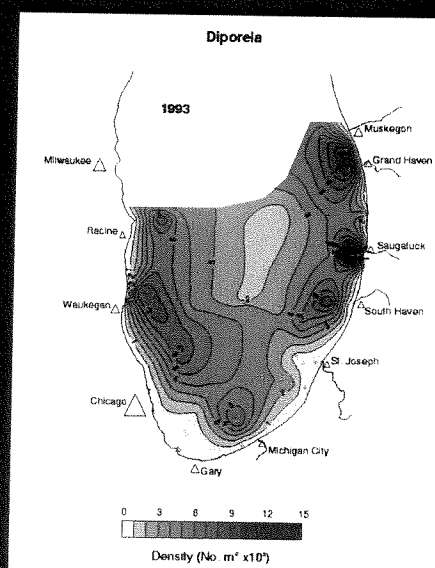 Diporeia
1993
Muskegon
Milwaukee
Grand Haven
Racine
Saugatuck
Waukegan
South Haven
St. Joseph
Chicago
Michigan City
Gary
0 3 6 9 12 15
Density (No. m² x10³)